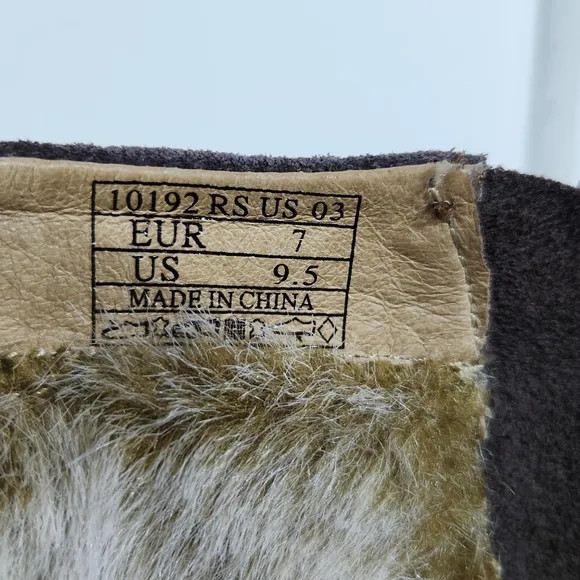 10192 RS US 03
EUR 7
US 9.5
MADE IN CHINA